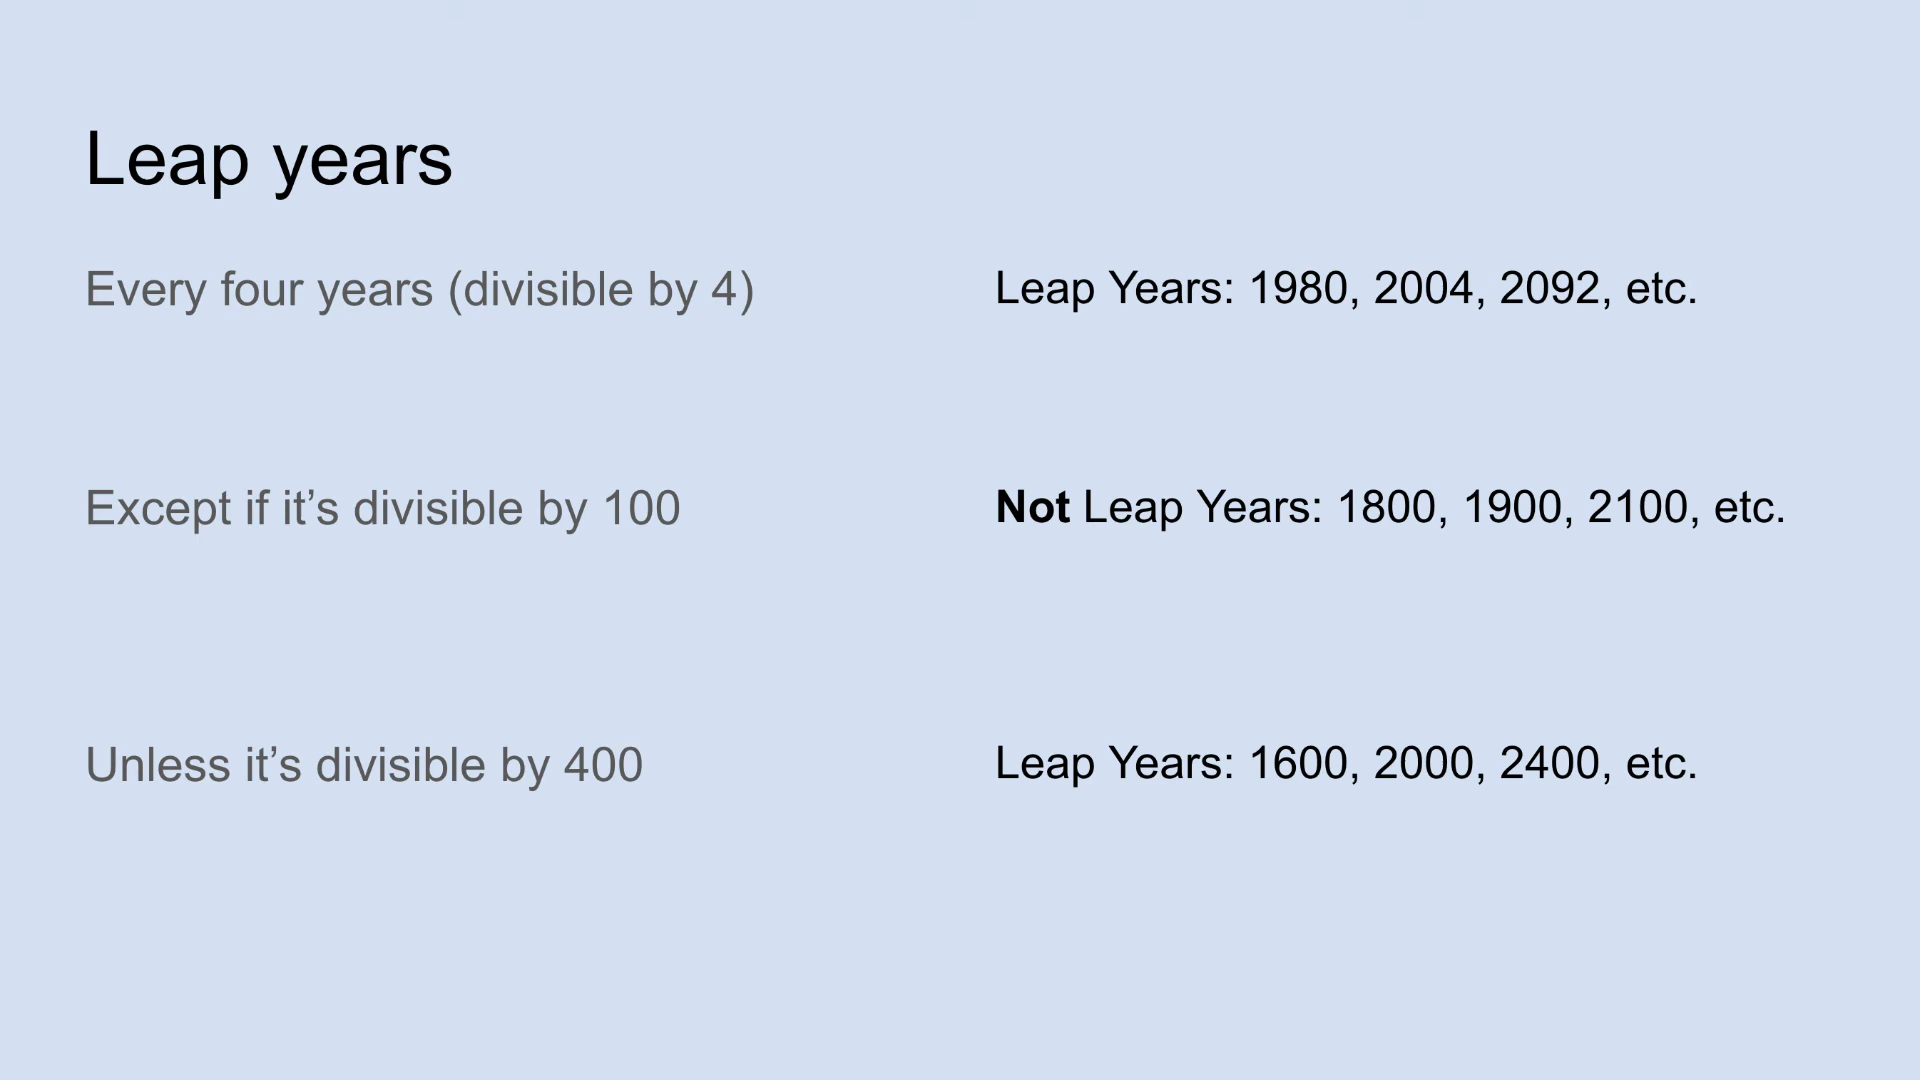 Leap years
Every four years (divisible by 4)
Leap Years: 1980, 2004, 2092, etc.
Except if it’s divisible by 100
Not Leap Years: 1800, 1900, 2100, etc.
Unless it’s divisible by 400
Leap Years: 1600, 2000, 2400, etc.